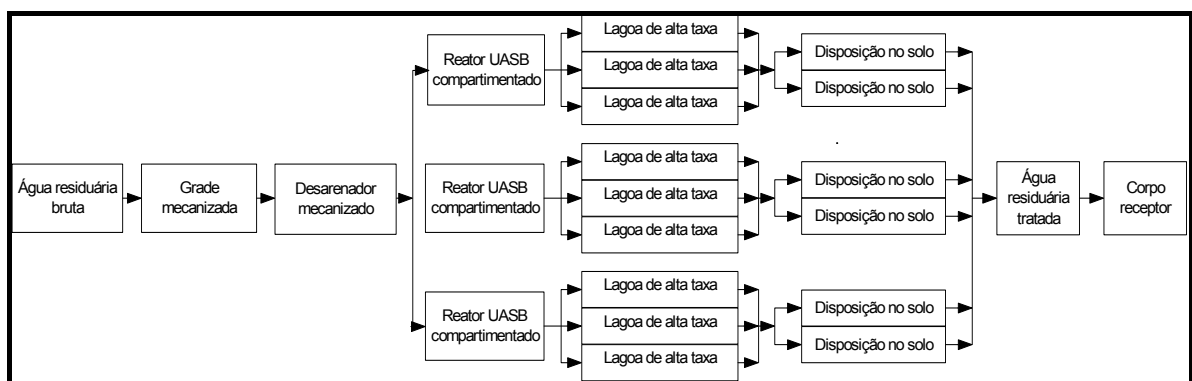 Água residuária
bruta
Grade
mecanizada
Desarenador
mecanizado
Reator UASB
compartimentado
Lagoa de alta taxa
Lagoa de alta taxa
Lagoa de alta taxa
Disposição no solo
Disposição no solo
Reator UASB
compartimentado
Lagoa de alta taxa
Lagoa de alta taxa
Lagoa de alta taxa
Disposição no solo
Disposição no solo
Reator UASB
compartimentado
Lagoa de alta taxa
Lagoa de alta taxa
Lagoa de alta taxa
Disposição no solo
Disposição no solo
Água
residuária
tratada
Corpo
receptor